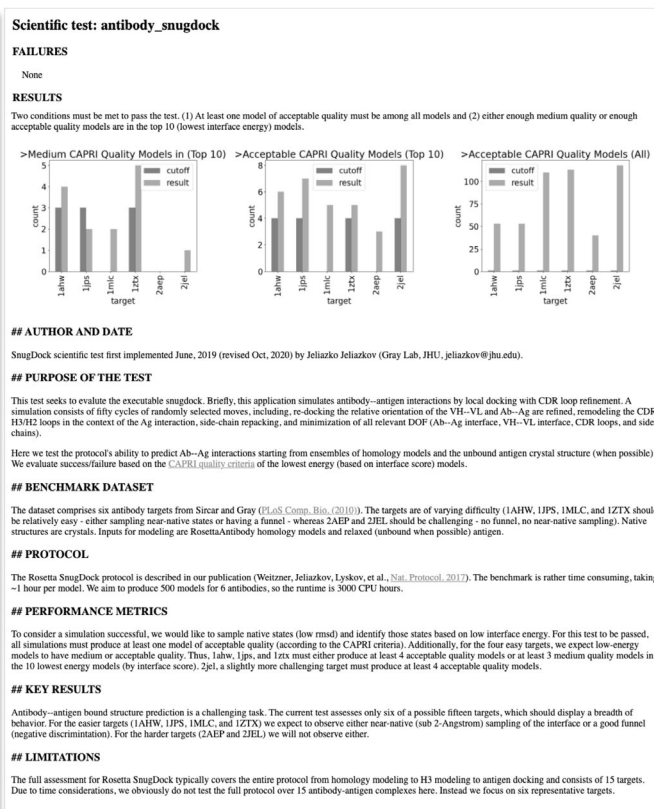 Scientific test: antibody_snugdock
FAILURES
None
RESULTS
Two conditions must be met to pass the test. (1) At least one model of acceptable quality must be among all models and (2) either enough medium quality or enough
acceptable quality models are in the top 10 (lowest interface energy) models.
>Medium CAPRI Quality Models in (Top 10)
5
4
3
2
1
0
count
cutoff
result
1ahw
1jps
1mlc
1ztx
2aep
2jel
target
>Acceptable CAPRI Quality Models (Top 10)
8
6
4
2
0
count
cutoff
result
1ahw
1jps
1mlc
1ztx
2aep
2jel
target
>Acceptable CAPRI Quality Models (All)
100
75
50
25
0
count
cutoff
result
1ahw
1jps
1mlc
1ztx
2aep
2jel
target
## AUTHOR AND DATE
SnugDock scientific test first implemented June, 2019 (revised Oct, 2020) by Jeliazko Jeliazkov (Gray Lab, JHU, jeliazkov@jhu.edu).
## PURPOSE OF THE TEST
This test seeks to evalute the executable snugdock. Briefly, this application simulates antibody--antigen interactions by local docking with CDR loop refinement. A
simulation consists of fifty cycles of randomly selected moves, including, re-docking the relative orientation of the VH--VL and Ab--Ag are refined, remodeling the CDR
H3/H2 loops in the context of the Ag interaction, side-chain repacking, and minimization of all relevant DOF (Ab--Ag interface, VH--VL interface, CDR loops, and side
chains).
Here we test the protocol's ability to predict Ab--Ag interactions starting from ensembles of homology models and the unbound antigen crystal structure (when possible)
We evaluate success/failure based on the CAPRI quality criteria of the lowest energy (based on interface score) models.
## BENCHMARK DATASET
The dataset comprises six antibody targets from Sircar and Gray (PLoS Comp. Bio. (2010)). The targets are of varying difficulty (1AHW, 1JPS, 1MLC, and 1ZTX shoul
be relatively easy - either sampling near-native states or having a funnel - whereas 2AEP and 2JEL should be challenging - no funnel, no near-native sampling). Native
structures are crystals. Inputs for modeling are RosettaAntibody homology models and relaxed (unbound when possible) antigen.
## PROTOCOL
The Rosetta SnugDock protocol is described in our publication (Weitzner, Jeliazkov, Lyskov, et al., Nat. Protocol. 2017). The benchmark is rather time consuming, taking
~1 hour per model. We aim to produce 500 models for 6 antibodies, so the runtime is 3000 CPU hours.
## PERFORMANCE METRICS
To consider a simulation successful, we would like to sample native states (low rmsd) and identify those states based on low interface energy. For this test to be passed,
all simulations must produce at least one model of acceptable quality (according to the CAPRI criteria). Additionally, for the four easy targets, we expect low-energy
models to have medium or acceptable quality. Thus, 1ahw, 1jps, and 1ztx must either produce at least 4 acceptable quality models or at least 3 medium quality models in
the 10 lowest energy models (by interface score). 2jel, a slightly more challenging target must produce at least 4 acceptable quality models.
## KEY RESULTS
Antibody--antigen bound structure prediction is a challenging task. The current test assesses only six of a possible fifteen targets, which should display a breadth of
behavior. For the easier targets (1AHW, 1JPS, 1MLC, and 1ZTX) we expect to observe either near-native (sub 2-Angstrom) sampling of the interface or a good funnel
(negative discrimintation). For the harder targets (2AEP and 2JEL) we will not observe either.
## LIMITATIONS
The full assessment for Rosetta SnugDock typically covers the entire protocol from homology modeling to H3 modeling to antigen docking and consists of 15 targets.
Due to time considerations, we obviously do not test the full protocol over 15 antibody-antigen complexes here. Instead we focus on six representative targets.